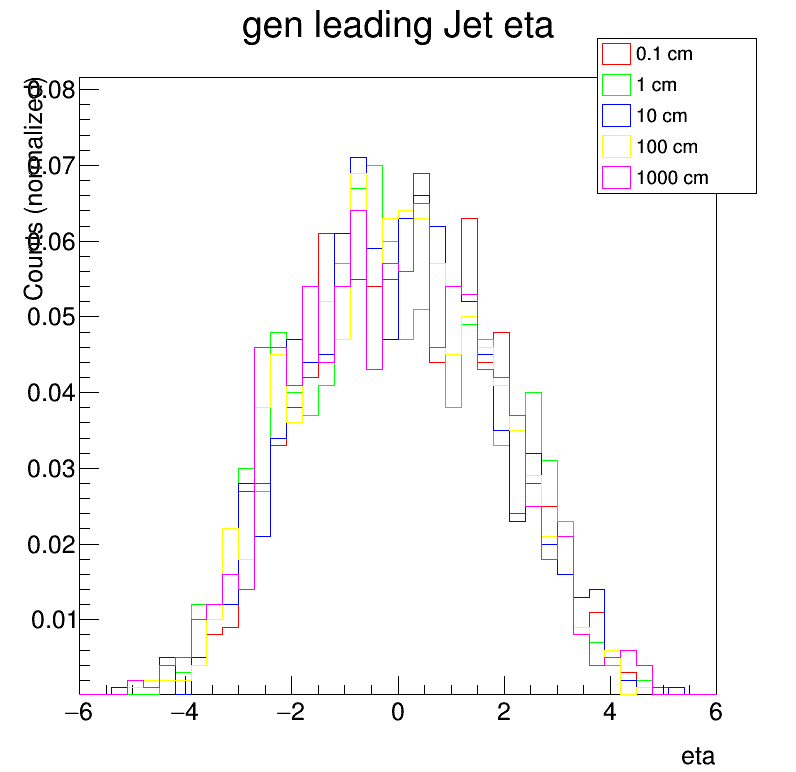 gen leading Jet eta
0.1 cm
1 cm
10 cm
100 cm
1000 cm
Counts (normalized)
0.08
0.07
0.06
0.05
0.04
0.03
0.02
0.01
−6 −4 −2 0 2 4 6
eta